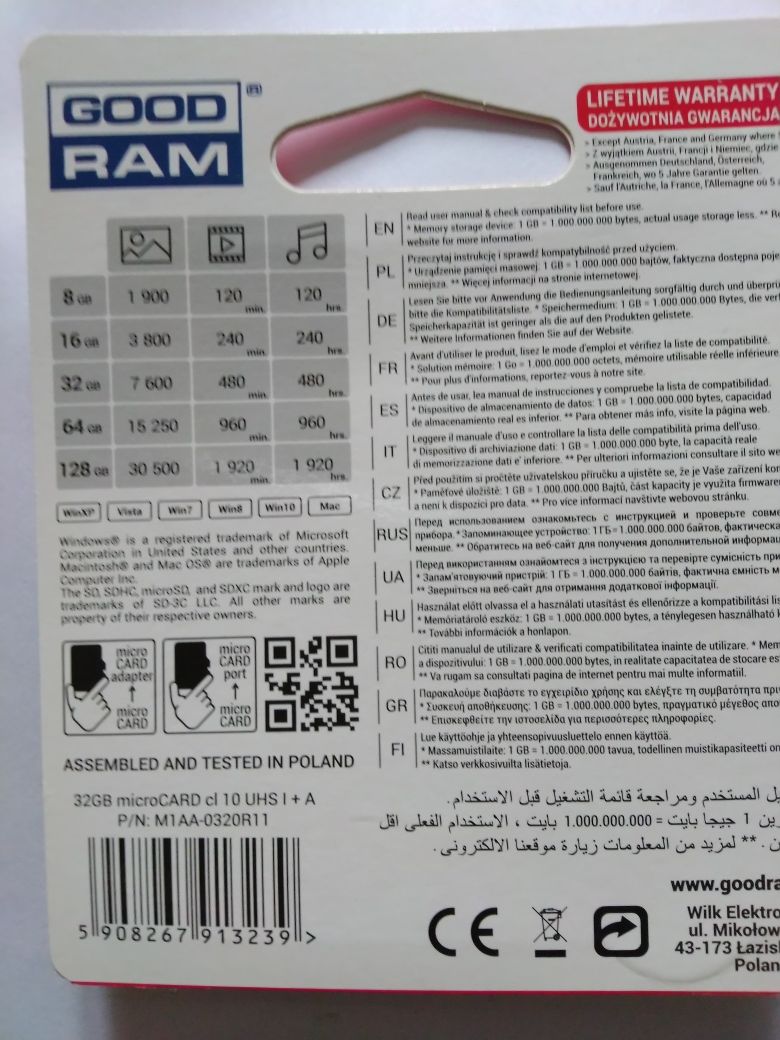 GOOD
RAM ®
LIFETIME WARRANTY
DOŻYWOTNIA GWARANCJA
> Except Austria, France and Germany where
> Z wyjątkiem Austrii, Francji i Niemiec, gdzie
> Ausgenommen Deutschland, Österreich,
Frankreich, wo 5 Jahre Garantie gelten.
> Sauf l'Autriche, la France, l'Allemagne où 5
8 GB 1 900 120 min. 120 hrs.
16 GB 3 800 240 min. 240 hrs.
32 GB 7 600 480 min. 480 hrs.
64 GB 15 250 960 min. 960 hrs.
128 GB 30 500 1 920 min. 1 920 hrs.
WinXP Vista Win7 Win8 Win10 Mac
Windows® is a registered trademark of Microsoft
Corporation in United States and other countries.
Macintosh® and Mac OS® are trademarks of Apple
Computer Inc.
The SD, SDHC, microSD, and SDXC mark and logo are
trademarks of SD-3C LLC. All other marks are
property of their respective owners.
micro
CARD
adapter
micro
CARD
micro
CARD
port
micro
CARD
ASSEMBLED AND TESTED IN POLAND
32GB microCARD cl 10 UHS I + A
P/N: M1AA-0320R11
5 908267 913239 >
EN
Read user manual & check compatibility list before use.
* Memory storage device: 1 GB = 1.000.000.000 bytes, actual usage storage less. ** Re
website for more information.
PL
Przeczytaj instrukcję i sprawdź kompatybilność przed użyciem.
* Urządzenie pamięci masowej: 1 GB = 1.000.000.000 bajtów, faktyczna dostępna poje
mniejsza. ** Więcej informacji na stronie internetowej.
DE
Lesen Sie bitte vor Anwendung die Bedienungsanleitung sorgfältig durch und überprü
bitte die Kompatibilitätsliste. * Speichermedium: 1 GB = 1.000.000.000 Bytes, die ver
Speicherkapazität ist geringer als die auf den Produkten gelistete.
** Weitere Informationen finden Sie auf der Website.
FR
Avant d'utiliser le produit, lisez le mode d'emploi et vérifiez la liste de compatibilité.
* Solution mémoire: 1 Go = 1.000.000.000 octets, mémoire utilisable réelle inférieure
** Pour plus d'informations, reportez-vous à notre site.
ES
Antes de usar, lea manual de instrucciones y compruebe la lista de compatibilidad.
* Dispositivo de almacenamiento de datos: 1 GB = 1.000.000.000 bytes, capacidad
de almacenamiento real es inferior. ** Para obtener más info, visite la página web.
IT
Leggere il manuale d'uso e controllare la lista delle compatibilità prima dell'uso.
* Dispositivo di archiviazione dati: 1 GB = 1.000.000.000 byte, la capacità reale
di memorizzazione dati e' inferiore. ** Per ulteriori informazioni consultare il sito we
CZ
Před použitím si pročtěte uživatelskou příručku a ujistěte se, že je Vaše zařízení kom
* Paměťové úložiště: 1 GB = 1.000.000.000 Bajtů, část kapacity je využita firmware
a není k dispozici pro data. ** Pro více informací navštivte webovou stránku.
RUS
Перед использованием ознакомьтесь с инструкцией и проверьте совме
прибора. * Запоминающее устройство: 1 ГБ = 1.000.000.000 байтов, фактическа
меньше. ** Обратитесь на веб-сайт для получения дополнительной информац
UA
Перед використанням ознайомтеся з інструкцією та перевірте сумісність при
* Запам'ятовуючий пристрій: 1 ГБ = 1.000.000.000 байтів, фактична ємність м
** Зверніться на веб-сайт для отримання додаткової інформації.
HU
Használat előtt olvassa el a használati utasítást és ellenőrizze a kompatibilitási lis
* Memóriatároló eszköz: 1 GB = 1.000.000.000 bytes, a ténylegesen használható k
** További információk a honlapon.
RO
Cititi manualul de utilizare & verificati compatibilitatea inainte de utilizare. * Mem
a dispozitivului: 1 GB = 1.000.000.000 bytes, in realitate capacitatea de stocare es
** Va rugam sa consultati pagina de internet pentru mai multe informatii.
GR
Παρακαλούμε διαβάστε το εγχειρίδιο χρήσης και ελέγξτε τη συμβατότητα πρι
* Συσκευή αποθήκευσης: 1 GB = 1.000.000.000 bytes, πραγματικό μέγεθος απο
** Επισκεφθείτε την ιστοσελίδα για περισσότερες πληροφορίες.
FI
Lue käyttöohje ja yhteensopivuusluettelo ennen käyttöä.
* Massamuistilaite: 1 GB = 1.000.000.000 tavua, todellinen muistikapasiteetti on
** Katso verkkosivuilta lisätietoja.
يل المستخدم ومراجعة قائمة التشغيل قبل الاستخدام.
رين 1 جيجا بايت = 1.000.000.000 بايت ، الاستخدام الفعلى اقل
ن . ** لمزيد من المعلومات زيارة موقعنا الالكترونى.
www.goodra
CE
Wilk Elektro
ul. Mikołow
43-173 Łazis
Polan